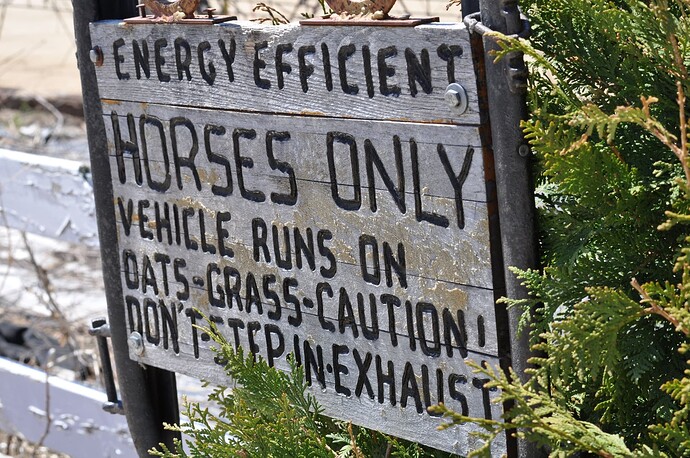 ENERGY EFFICIENT
HORSES ONLY
VEHICLE RUNS ON
OATS-GRASS-CAUTION!
DON'T-STEP IN·EXHAUST